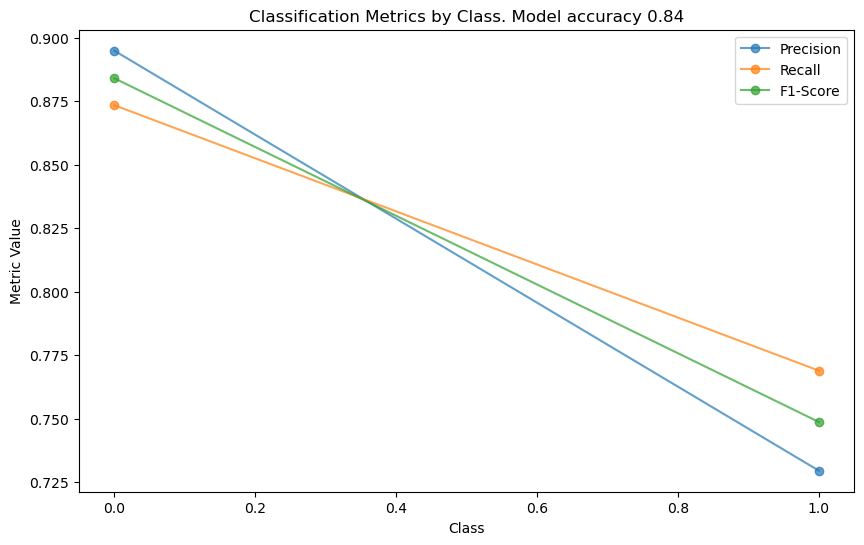 Classification Metrics by Class. Model accuracy 0.84
Precision
Recall
F1-Score
0.900
0.875
0.850
0.825
0.800
0.775
0.750
0.725
Metric Value
0.0
0.2
0.4
0.6
0.8
1.0
Class